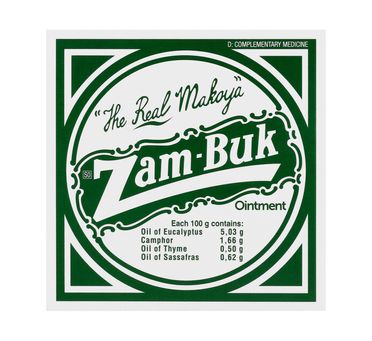 D: COMPLEMENTARY MEDICINE
"The Real Makoya"
Zam-Buk
Ointment
Each 100 g contains:
Oil of Eucalyptus 5,03 g
Camphor 1,66 g
Oil of Thyme 0,50 g
Oil of Sassafras 0,62 g